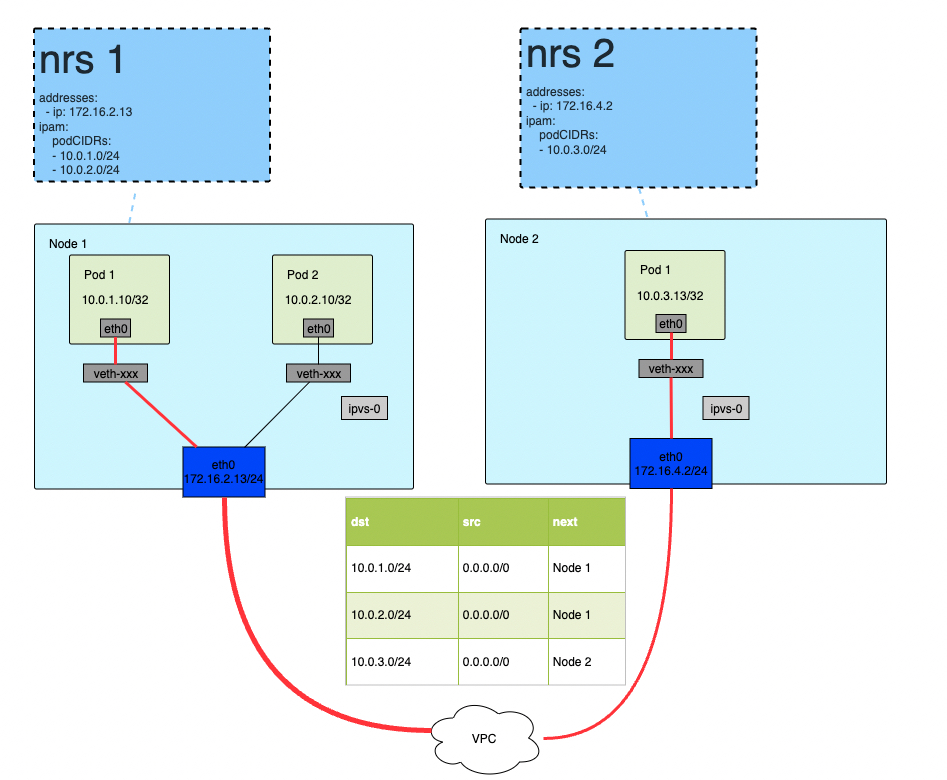 nrs 1
addresses:
- ip: 172.16.2.13
ipam:
podCIDRs:
- 10.0.1.0/24
- 10.0.2.0/24
nrs 2
addresses:
- ip: 172.16.4.2
ipam:
podCIDRs:
- 10.0.3.0/24
Node 1
Pod 1
10.0.1.10/32
eth0
veth-xxx
Pod 2
10.0.2.10/32
eth0
veth-xxx
ipvs-0
eth0
172.16.2.13/24
Node 2
Pod 1
10.0.3.13/32
eth0
veth-xxx
ipvs-0
eth0
172.16.4.2/24
dst src next
10.0.1.0/24 0.0.0.0/0 Node 1
10.0.2.0/24 0.0.0.0/0 Node 1
10.0.3.0/24 0.0.0.0/0 Node 2
VPC